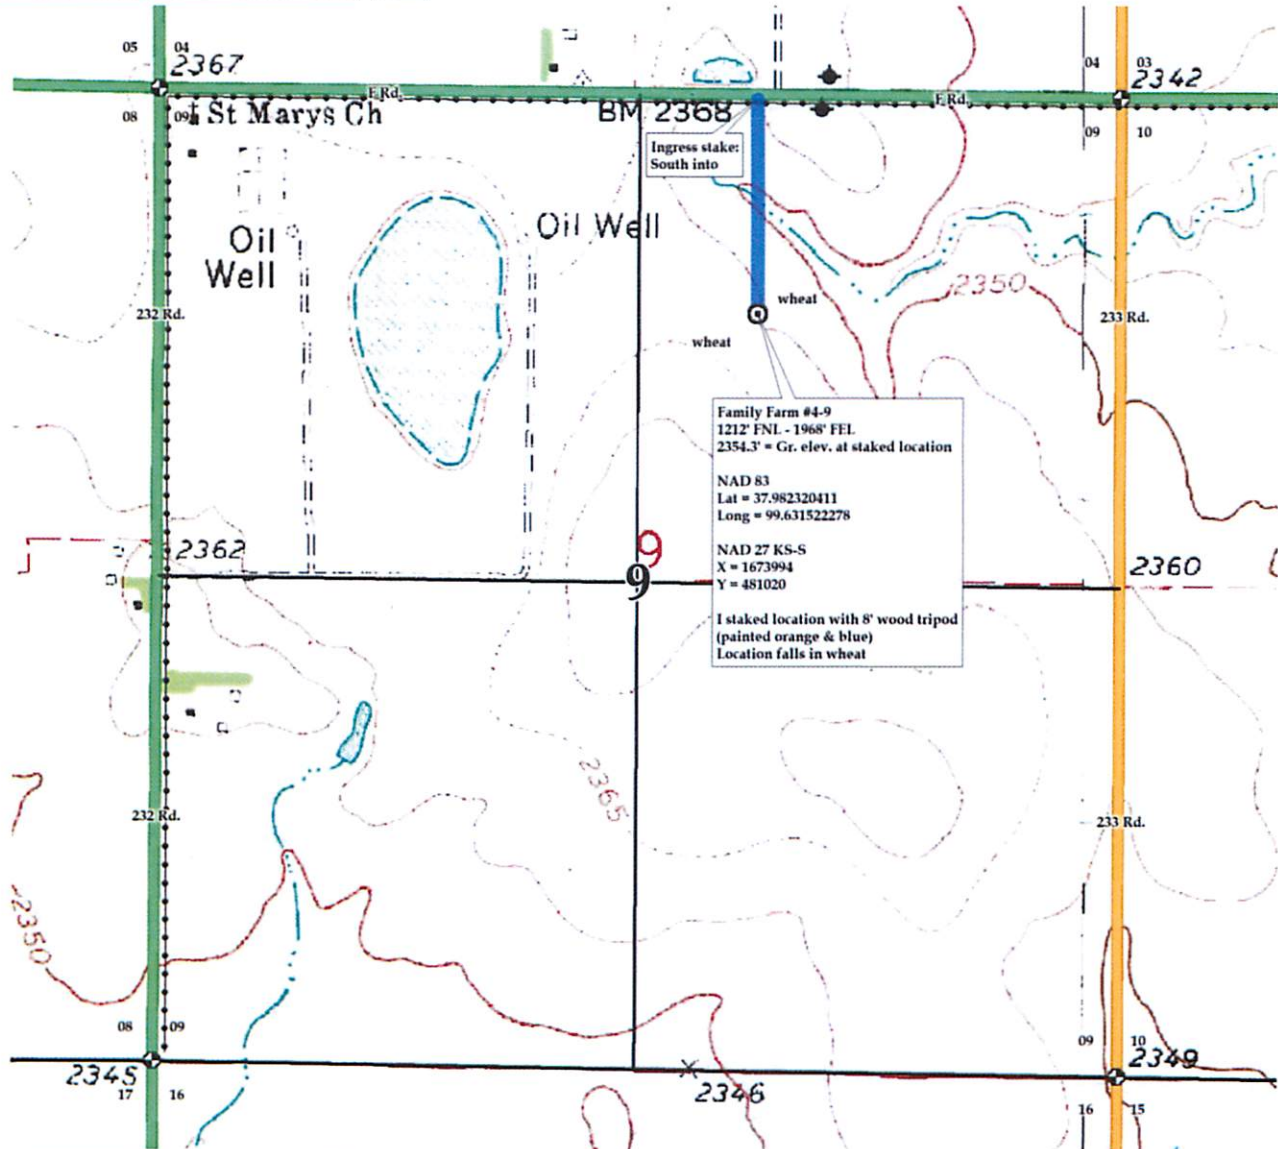 05
04
2367
04
03
2342
F Rd.
F Rd.
08
09
St Marys Ch
BM 2368
09
10
Ingress stake:
South into
Oil Well
Oil
Well
2350
wheat
232 Rd.
233 Rd.
wheat
Family Farm #4-9
1212' FNL - 1968' FEL
2354.3' = Gr. elev. at staked location
NAD 83
Lat = 37.982320411
Long = 99.631522278
NAD 27 KS-S
X = 1673994
Y = 481020
I staked location with 8' wood tripod
(painted orange & blue)
Location falls in wheat
2362
9
9
2360
2365
232 Rd.
233 Rd.
2350
08
09
09
10
2345
2349
17
16
2346
16
15